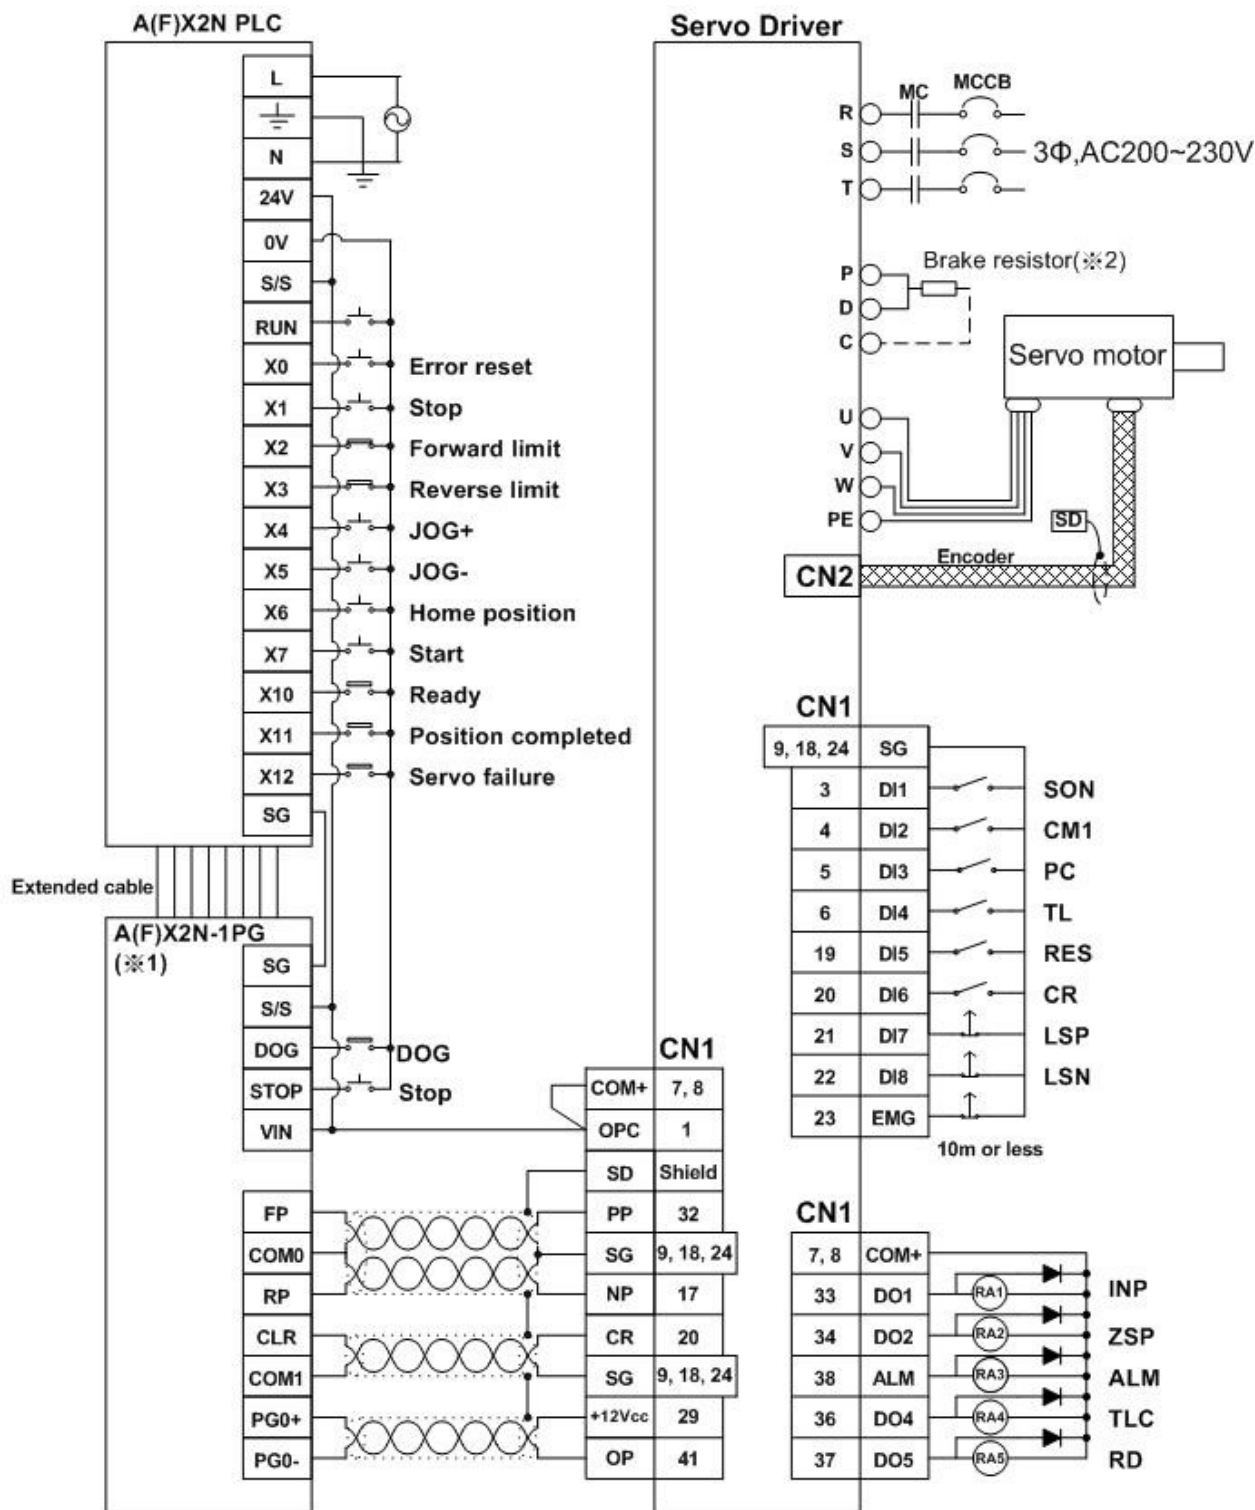 A(F)X2N PLC
L
N
24V
0V
S/S
RUN
X0 Error reset
X1 Stop
X2 Forward limit
X3 Reverse limit
X4 JOG+
X5 JOG-
X6 Home position
X7 Start
X10 Ready
X11 Position completed
X12 Servo failure
SG
Extended cable
A(F)X2N-1PG
(※1)
SG
S/S
DOG DOG
STOP Stop
VIN
FP
COM0
RP
CLR
COM1
PG0+
PG0-
CN1
COM+ 7, 8
OPC 1
SD Shield
PP 32
SG 9, 18, 24
NP 17
CR 20
SG 9, 18, 24
+12Vcc 29
OP 41
Servo Driver
MC MCCB
R
S 3Φ,AC200~230V
T
P Brake resistor(※2)
D
C
Servo motor
U
V
W
PE SD
Encoder
CN2
CN1
9, 18, 24 SG
3 DI1 SON
4 DI2 CM1
5 DI3 PC
6 DI4 TL
19 DI5 RES
20 DI6 CR
21 DI7 LSP
22 DI8 LSN
23 EMG
10m or less
CN1
7, 8 COM+
33 DO1 RA1 INP
34 DO2 RA2 ZSP
38 ALM RA3 ALM
36 DO4 RA4 TLC
37 DO5 RA5 RD